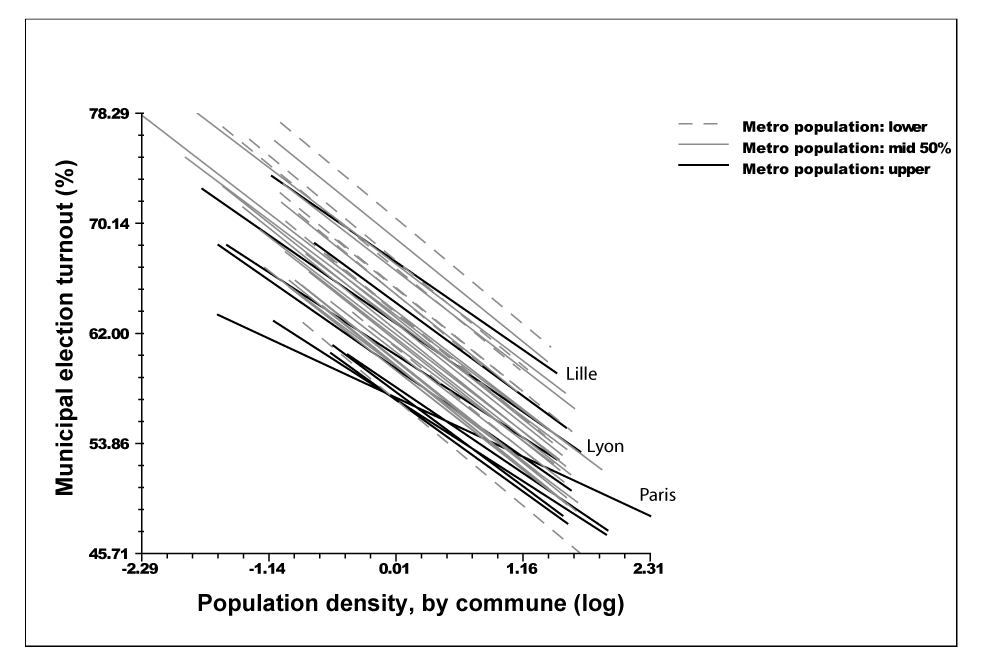 78.29
70.14
62.00
53.86
45.71
Municipal election turnout (%)
-2.29
-1.14
0.01
1.16
2.31
Population density, by commune (log)
Metro population: lower
Metro population: mid 50%
Metro population: upper
Lille
Lyon
Paris